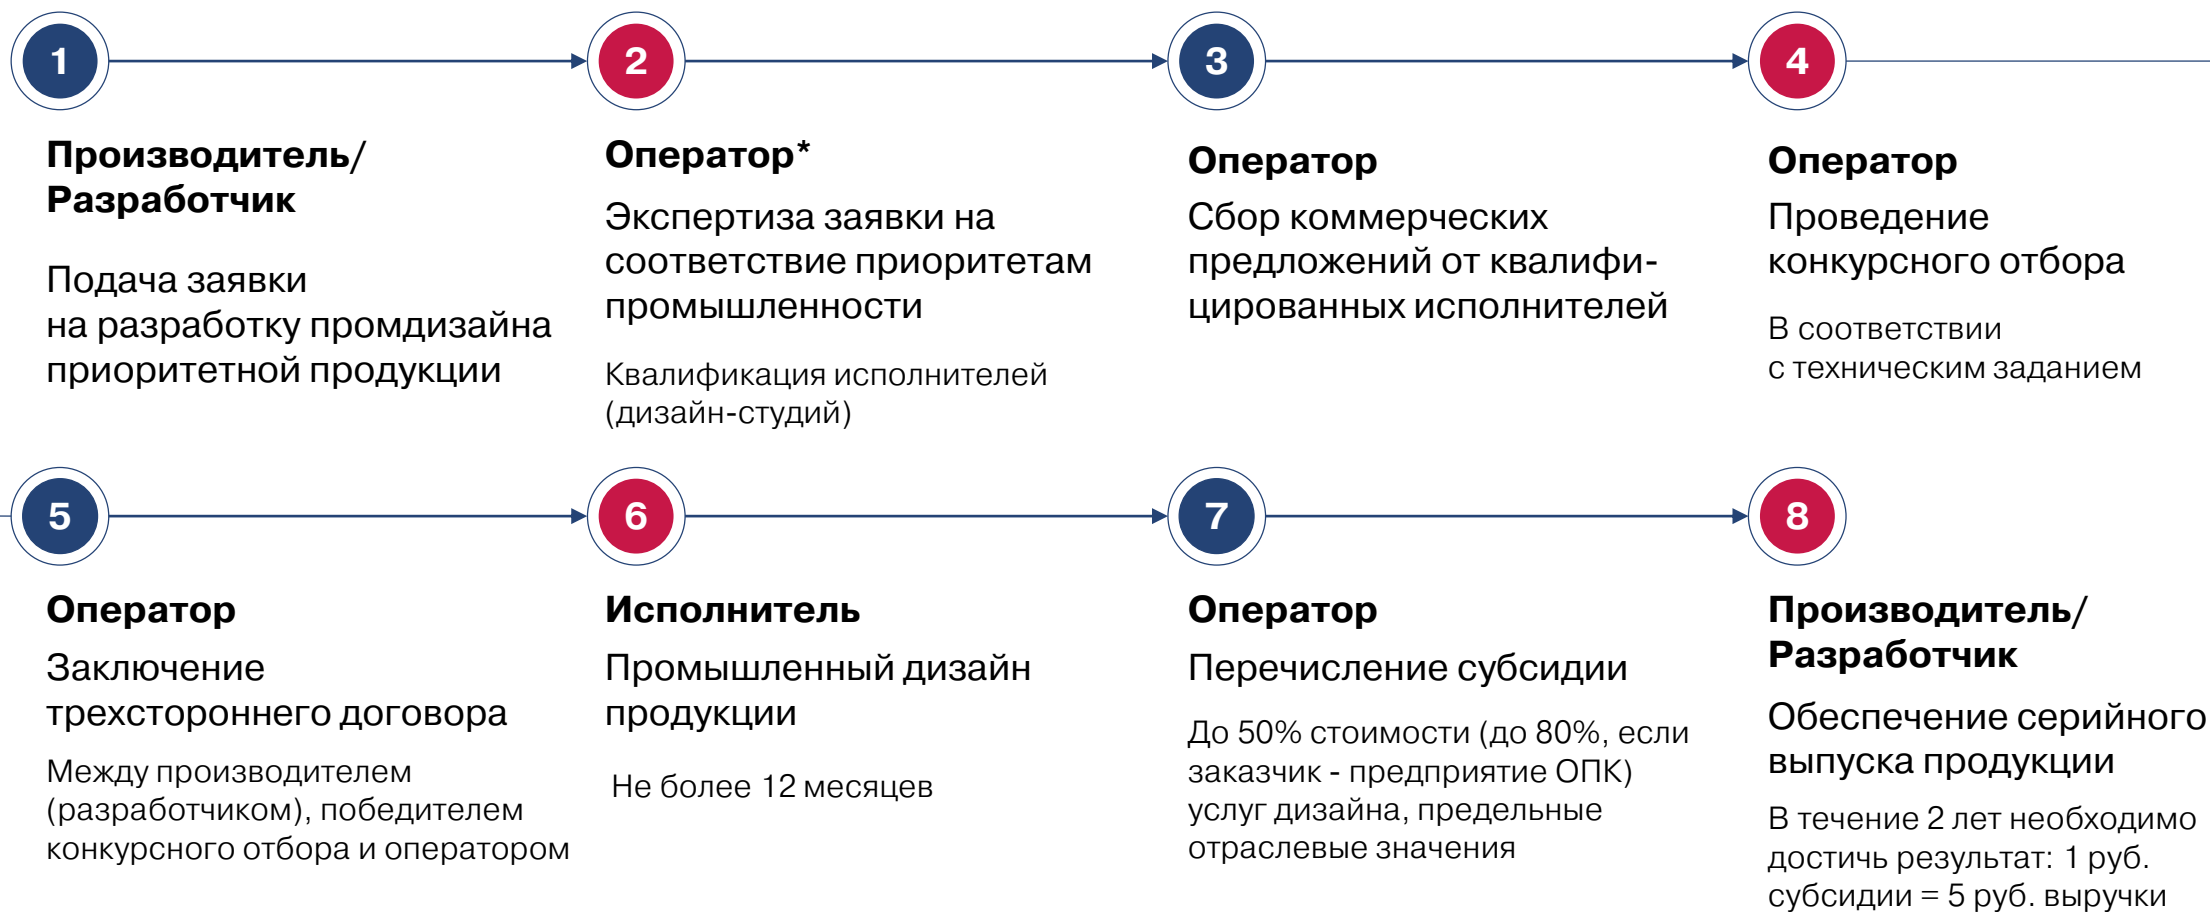 1
Производитель/
Разработчик
Подача заявки
на разработку промдизайна
приоритетной продукции
2
Оператор*
Экспертиза заявки на
соответствие приоритетам
промышленности
Квалификация исполнителей
(дизайн-студий)
3
Оператор
Сбор коммерческих
предложений от квалифи-
цированных исполнителей
4
Оператор
Проведение
конкурсного отбора
В соответствии
с техническим заданием
5
Оператор
Заключение
трехстороннего договора
Между производителем
(разработчиком), победителем
конкурсного отбора и оператором
6
Исполнитель
Промышленный дизайн
продукции
Не более 12 месяцев
7
Оператор
Перечисление субсидии
До 50% стоимости (до 80%, если
заказчик - предприятие ОПК)
услуг дизайна, предельные
отраслевые значения
8
Производитель/
Разработчик
Обеспечение серийного
выпуска продукции
В течение 2 лет необходимо
достичь результат: 1 руб.
субсидии = 5 руб. выручки